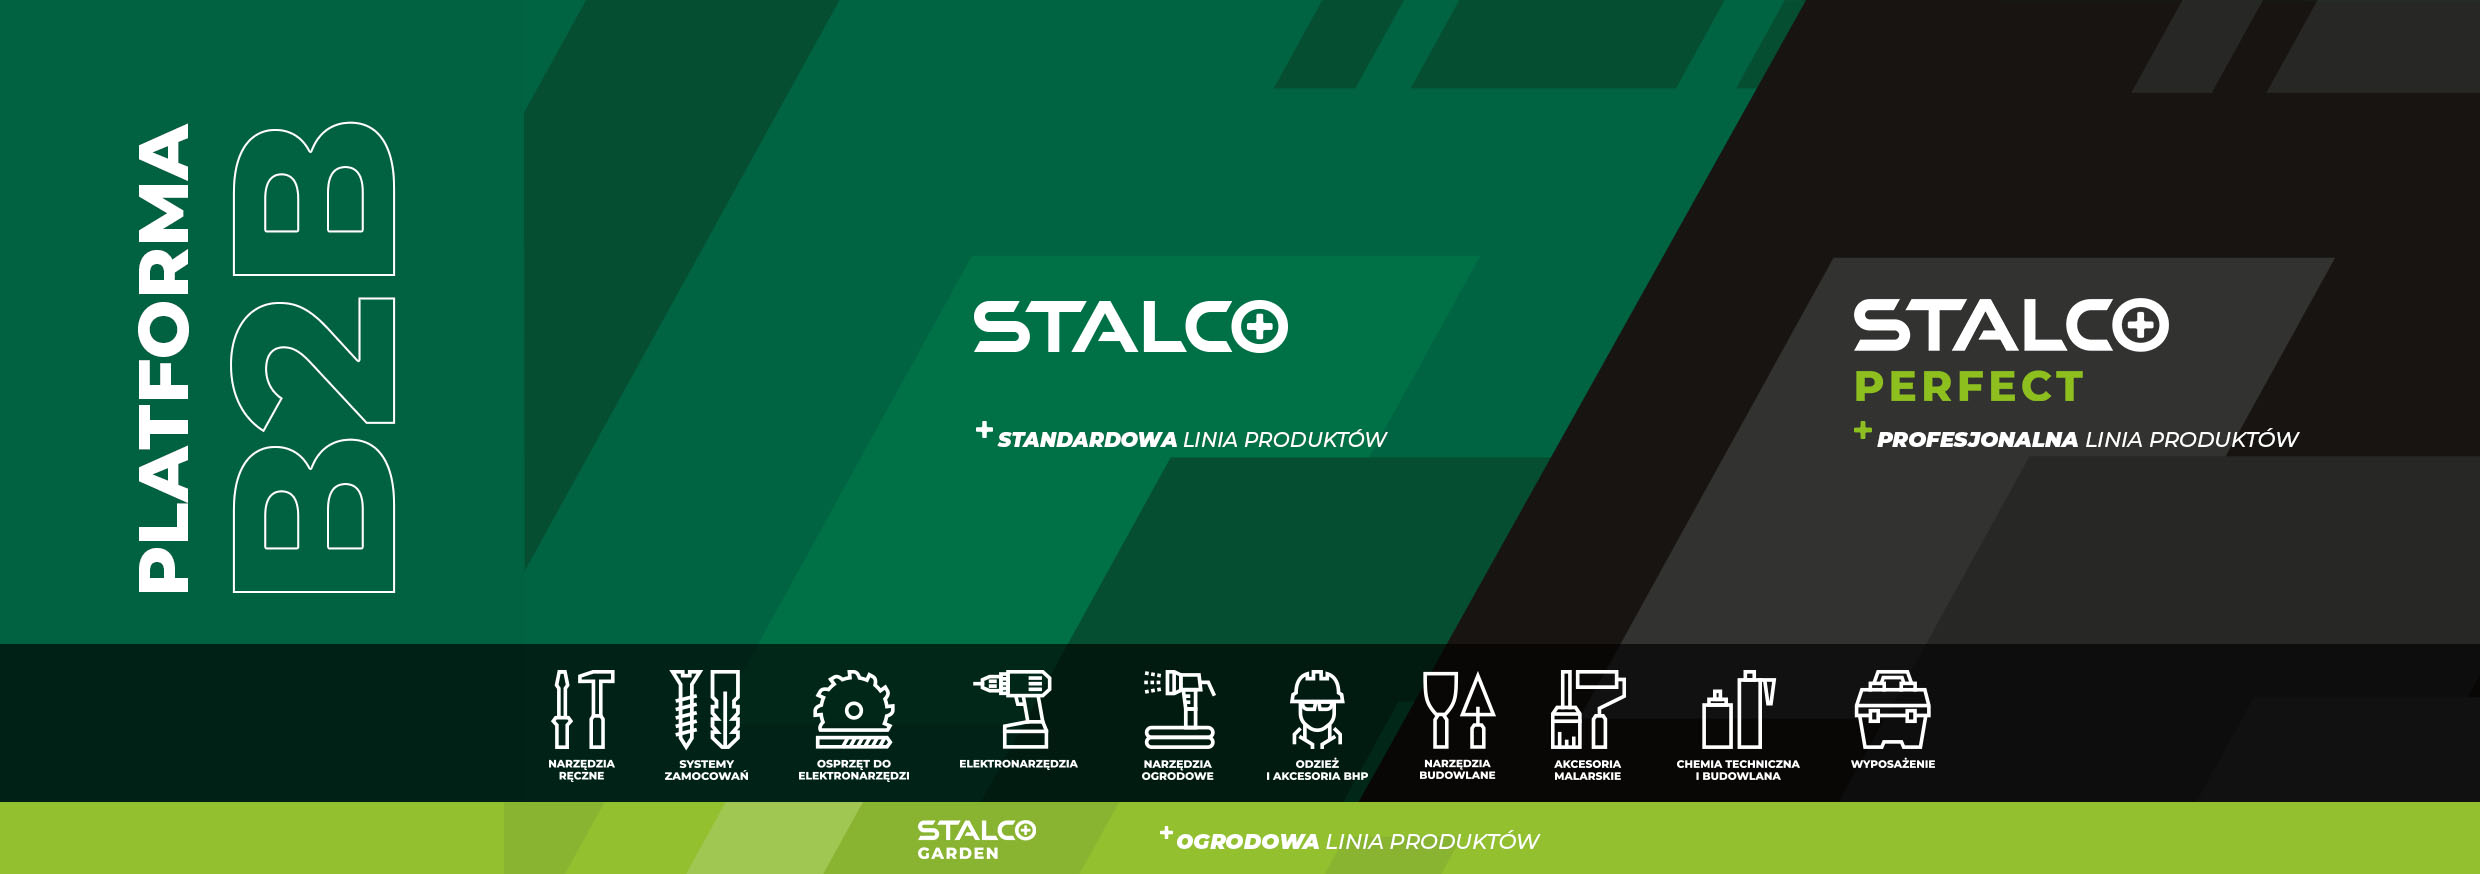 PLATFORMA
B2B
STALCO
+STANDARDOWA LINIA PRODUKTÓW
STALCO
PERFECT
+PROFESJONALNA LINIA PRODUKTÓW
NARZĘDZIA
RĘCZNE
SYSTEMY
ZAMOCOWAŃ
OSPRZĘT DO
ELEKTRONARZĘDZI
ELEKTRONARZĘDZIA
NARZĘDZIA
OGRODOWE
ODZIEŻ
I AKCESORIA BHP
NARZĘDZIA
BUDOWLANE
AKCESORIA
MALARSKIE
CHEMIA TECHNICZNA
I BUDOWLANA
WYPOSAŻENIE
STALCO
GARDEN
+OGRODOWA LINIA PRODUKTÓW